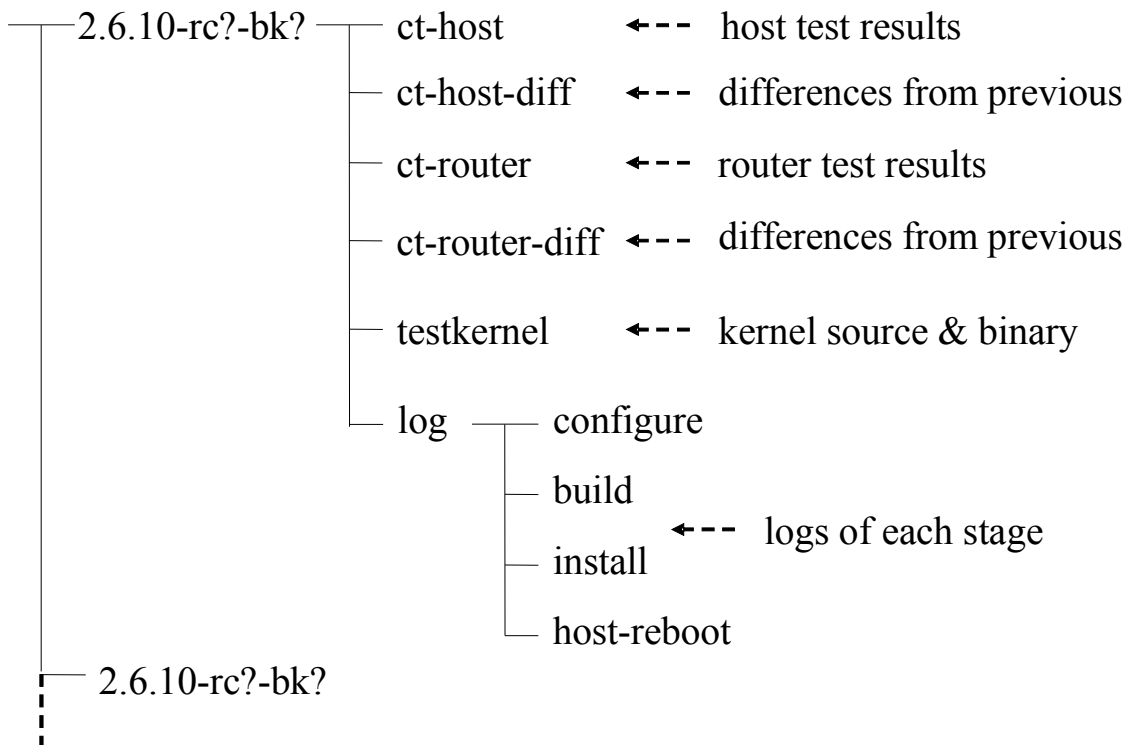 2.6.10-rc?-bk? ct-host host test results
ct-host-diff differences from previous
ct-router router test results
ct-router-diff differences from previous
testkernel kernel source & binary
log configure
build
logs of each stage
install
host-reboot
2.6.10-rc?-bk?